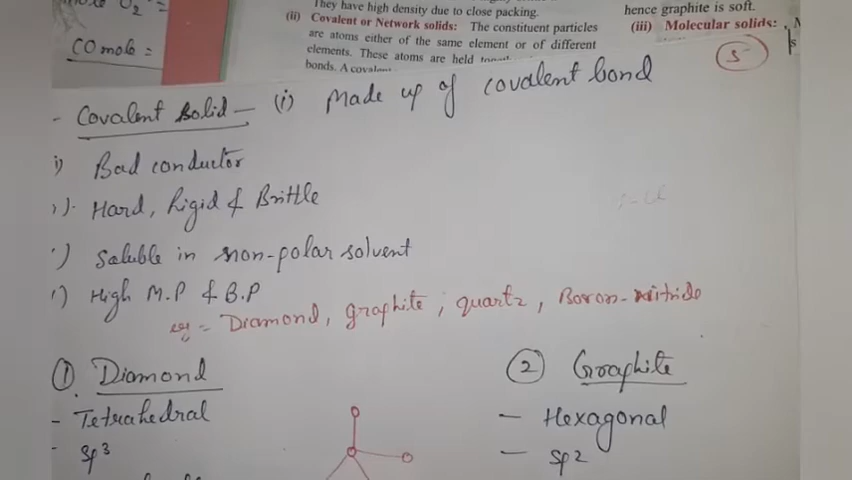 They have high density due to close packing.
(ii) Covalent or Network solids: The constituent particles
are atoms either of the same element or of different
elements. These atoms are held
bonds. A
hence graphite is soft.
(iii) Molecular solids:
O2
CO mole =
5
- Covalent solid - (i) Made up of covalent bond
i) Bad conductor
Hard, Rigid & Brittle
Soluble in non-polar solvent
High M.P & B.P
eg = Diamond, graphite, quartz, Boron-nitride
① Diamond
- Tetrahedral
- sp3
② Graphite
- Hexagonal
- sp2